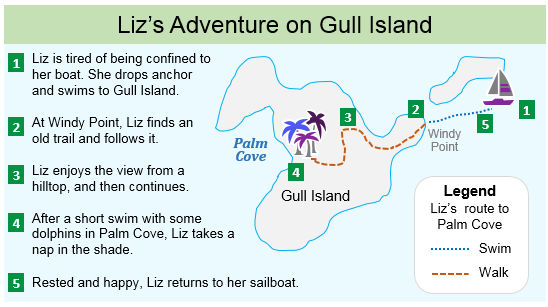 Liz's Adventure on Gull Island
1 Liz is tired of being confined to
her boat. She drops anchor
and swims to Gull Island.
2 At Windy Point, Liz finds an
old trail and follows it.
3 Liz enjoys the view from a
hilltop, and then continues.
4 After a short swim with some
dolphins in Palm Cove, Liz takes a
nap in the shade.
5 Rested and happy, Liz returns to her sailboat.
Palm
Cove
4
3
2
5
1
Windy
Point
Gull Island
Legend
Liz's route to
Palm Cove
Swim
Walk